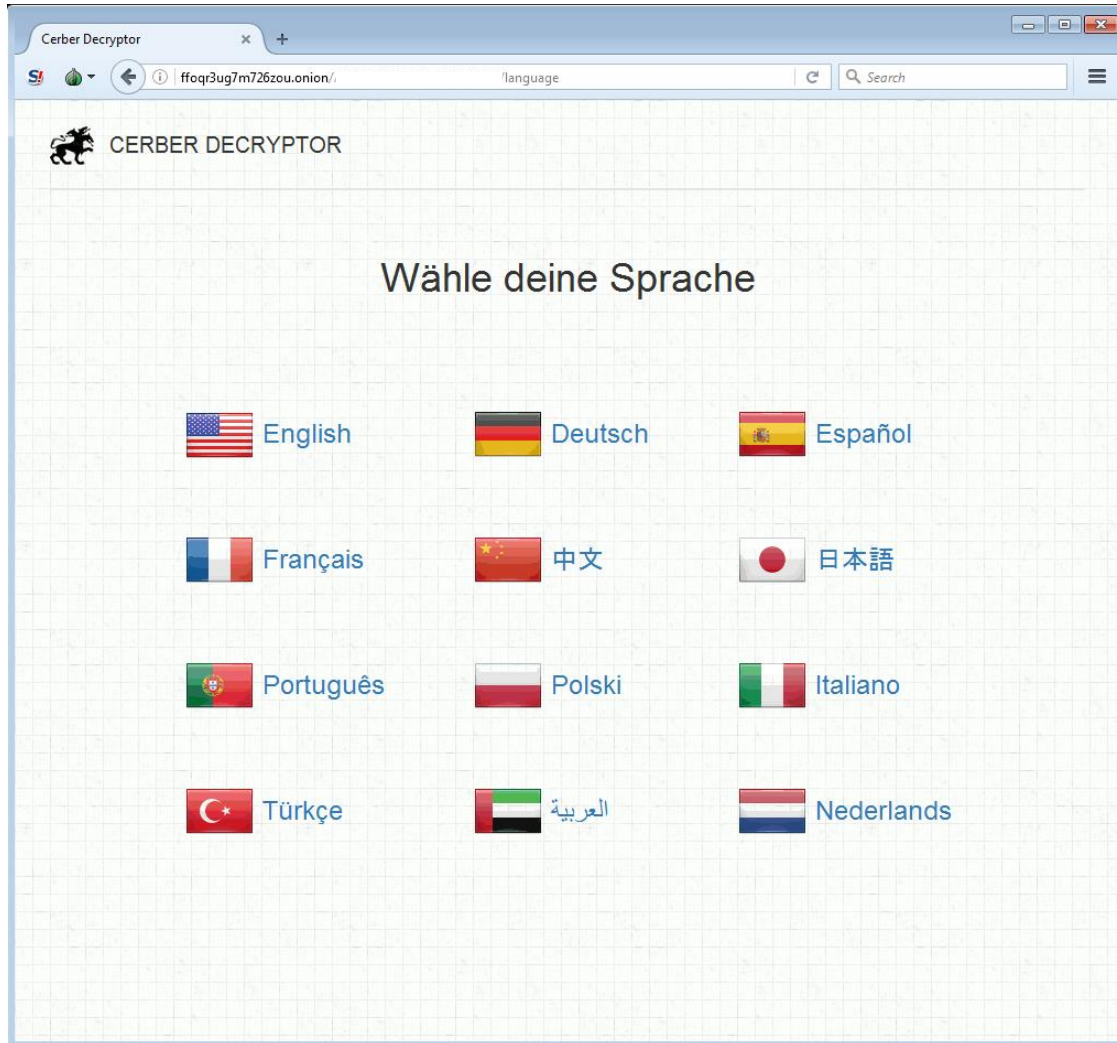 Cerber Decryptor
ffoqr3ug7m726zou.onion/ /language
Search
CERBER DECRYPTOR
Wähle deine Sprache
English Deutsch Español
Français 中文 日本語
Português Polski Italiano
Türkçe العربية Nederlands